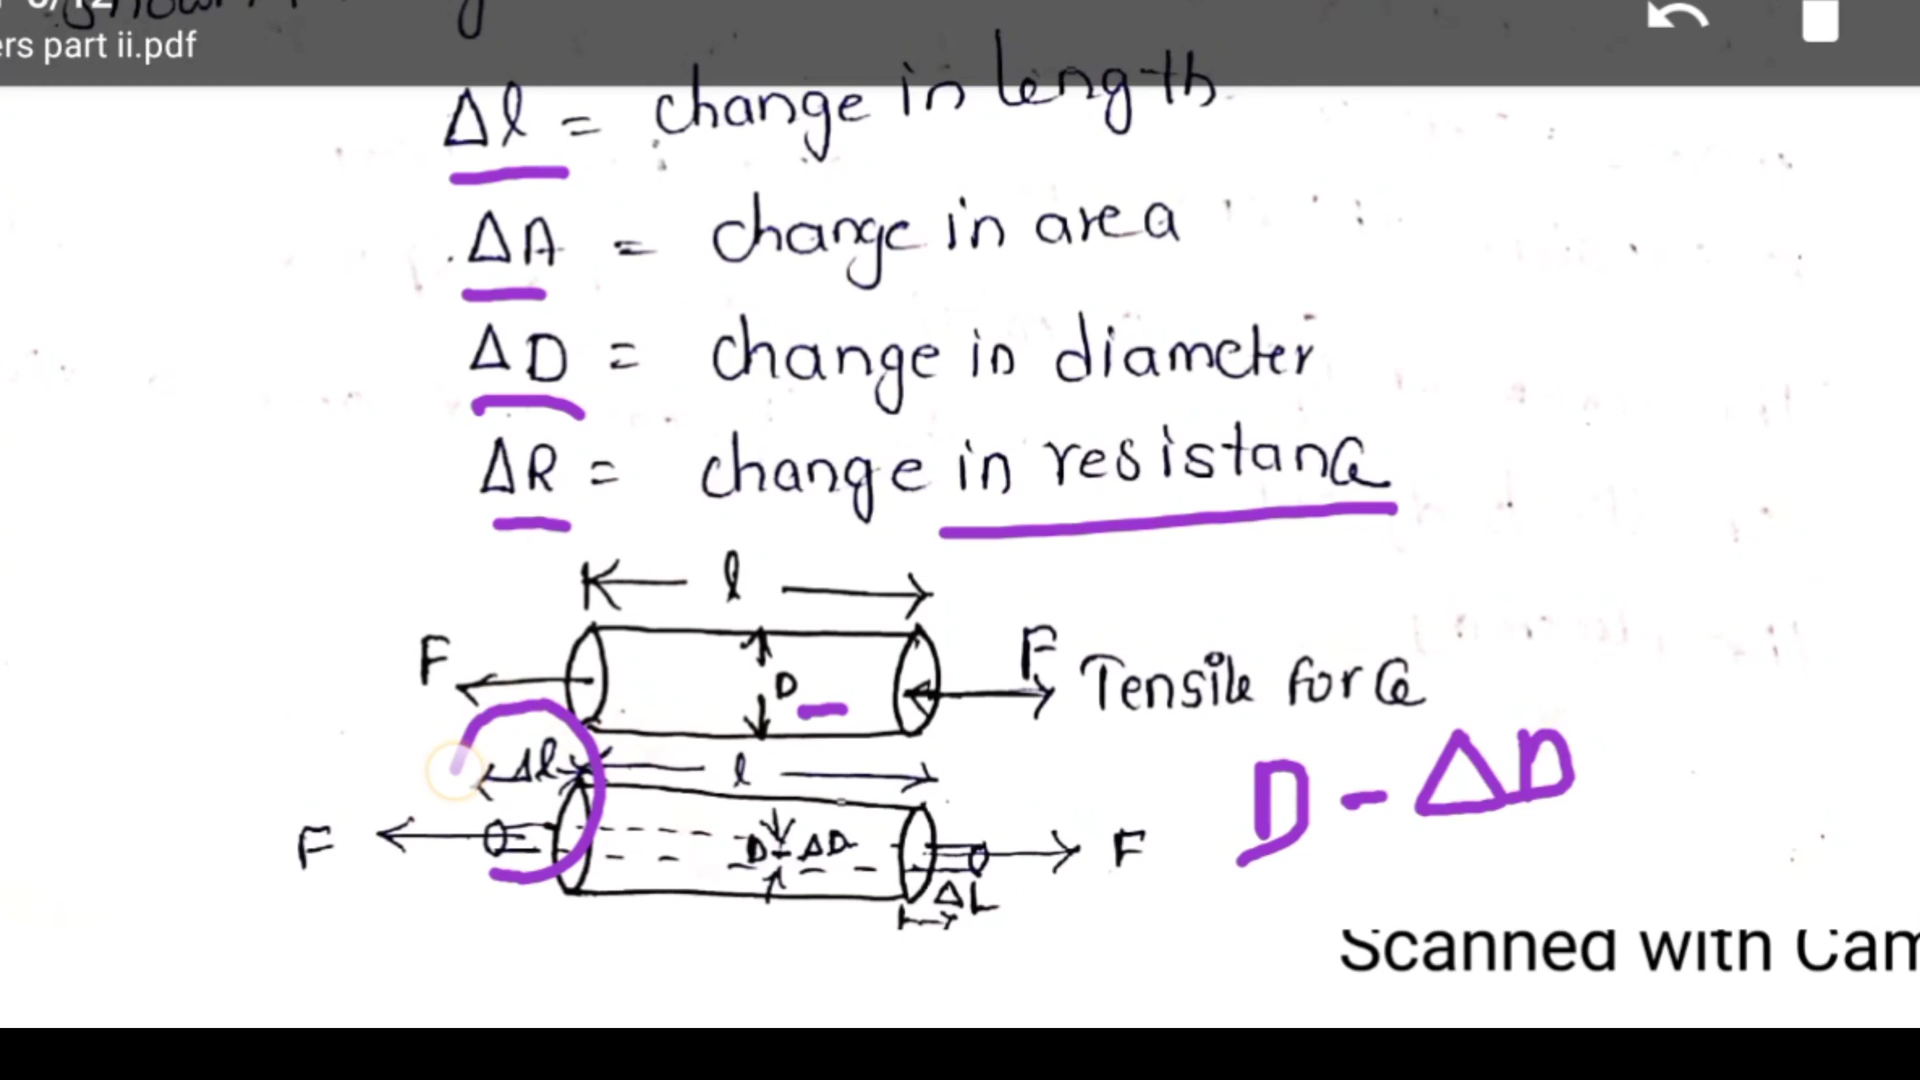 ers part ii.pdf
Δl = change in length
ΔA = change in area
ΔD = change in diameter
ΔR = change in resistance
l
F D F Tensile force
Δl l
D - ΔD
F D - ΔD F
ΔL
Scanned with Cam